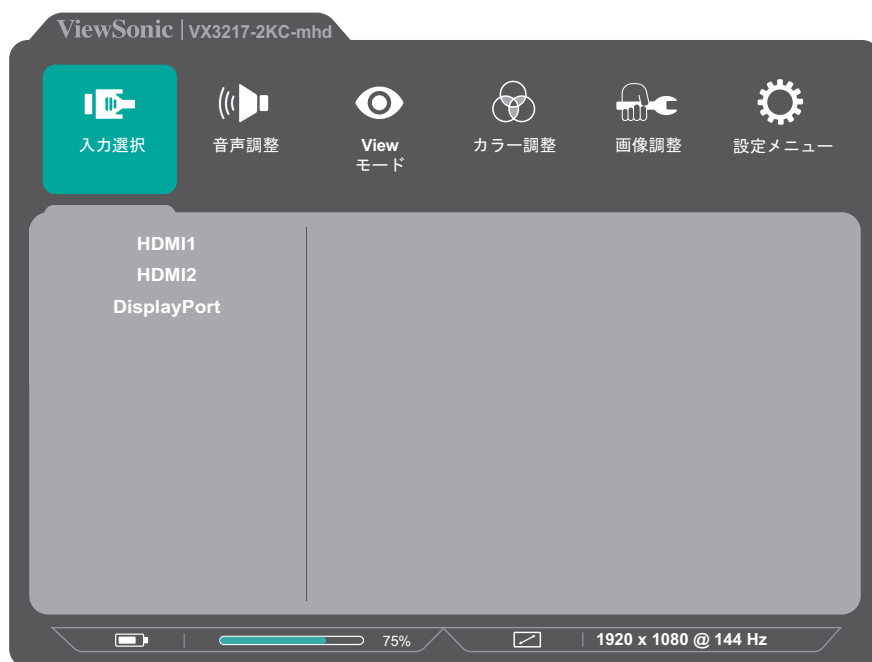 ViewSonic | VX3217-2KC-mhd
入力選択
音声調整
View
モード
カラー調整
画像調整
設定メニュー
HDMI1
HDMI2
DisplayPort
75%
1920 x 1080 @ 144 Hz